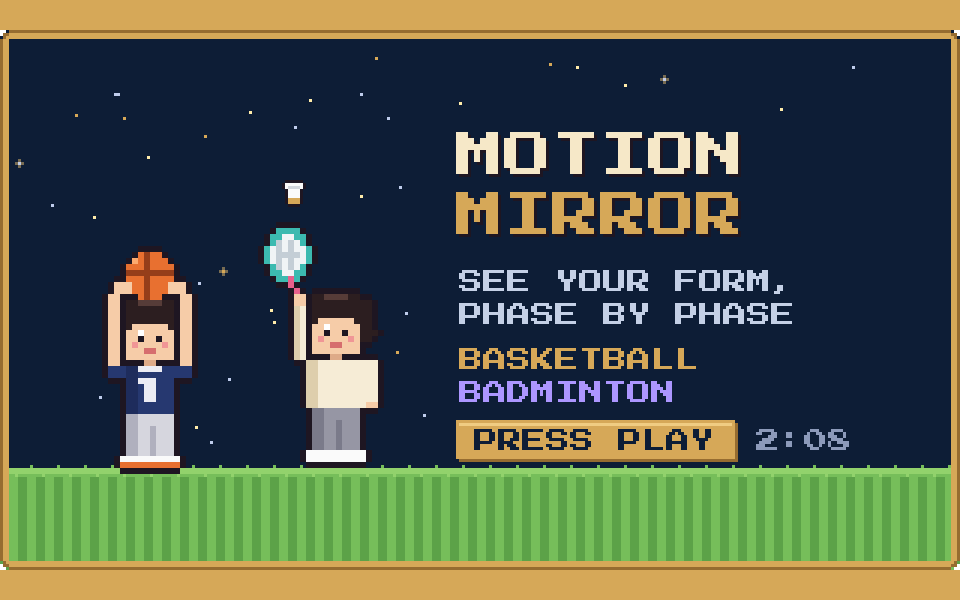 MOTION
MIRROR
SEE YOUR FORM,
PHASE BY PHASE
BASKETBALL
BADMINTON
PRESS PLAY 2:08
1